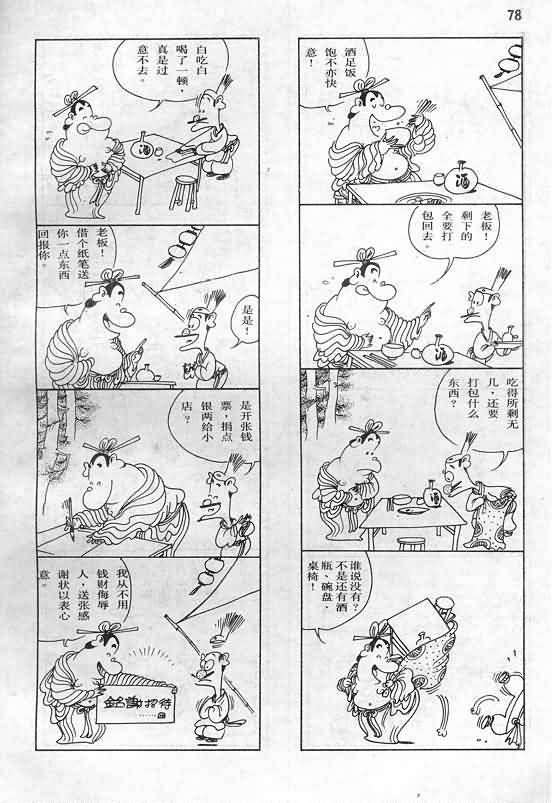 78
酒足饭
饱不亦快
意！
酒
老板！
剩下的
全要打
包回去。
酒
吃得所剩无
几，还要
打包什么
东西？
酒
谁说没有？
不是还有酒
瓶、碗盘，
桌椅！
白吃白
喝了一顿，
真是过
意不去。
酒
老板！
借个纸笔送
你一点东西
回报你。
是是！
是开张钱
票，捐点
银两给小
店？
我从不用
钱财侮辱
人，送张感
谢状以表心
意。
銘謝招待